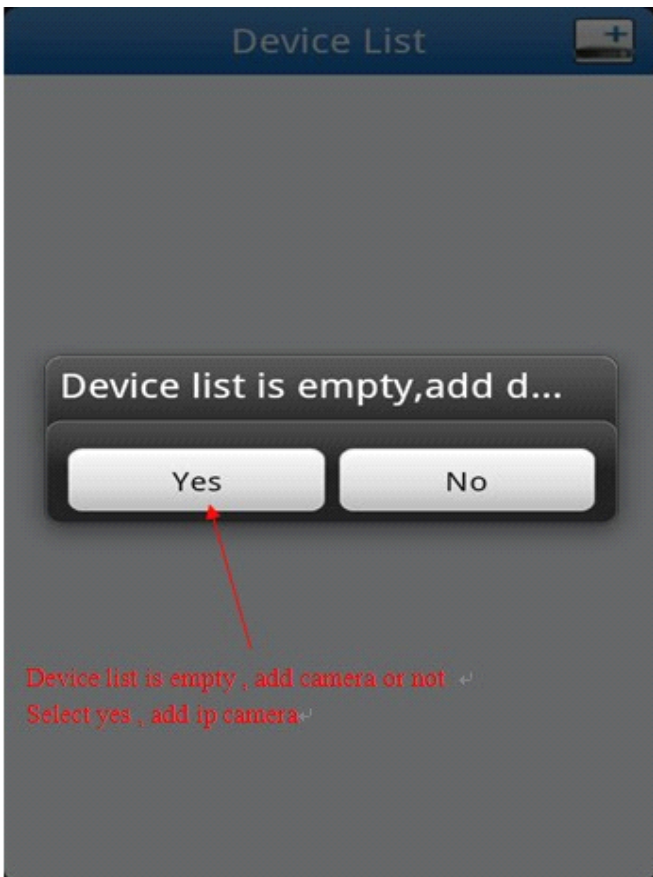 Device List
Device list is empty,add d...
Yes
No
Device list is empty , add camera or not
Select yes , add ip camera